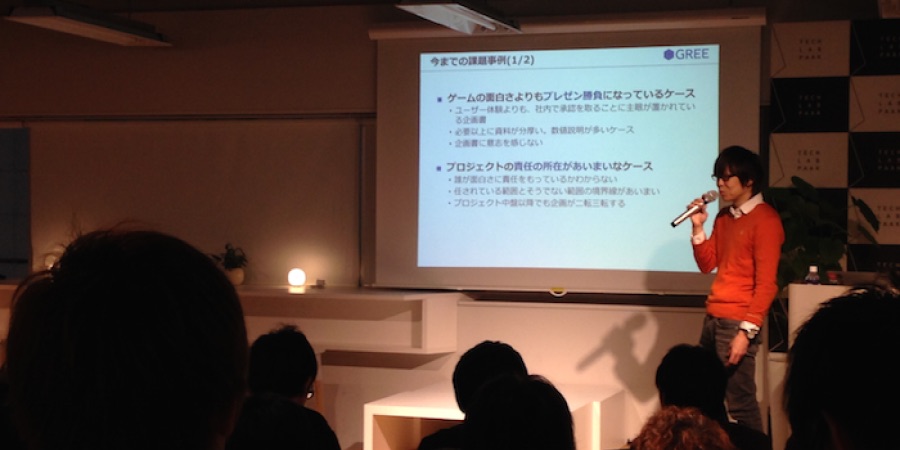 今までの課題事例(1/2)
GREE
■ ゲームの面白さよりもプレゼン勝負になっているケース
・ユーザー体験よりも、社内で承認を取ることに主眼が置かれてい
る企画書
・必要以上に資料が分厚い。数値説明が多いケース
・企画書に意志を感じない
■ プロジェクトの責任の所在があいまいなケース
・誰が面白さに責任をもっているかわからない
・任されている範囲とそうでない範囲の境界線があいまい
・プロジェクト中盤以降でも企画が二転三転する
TECH
LAB
PAAK